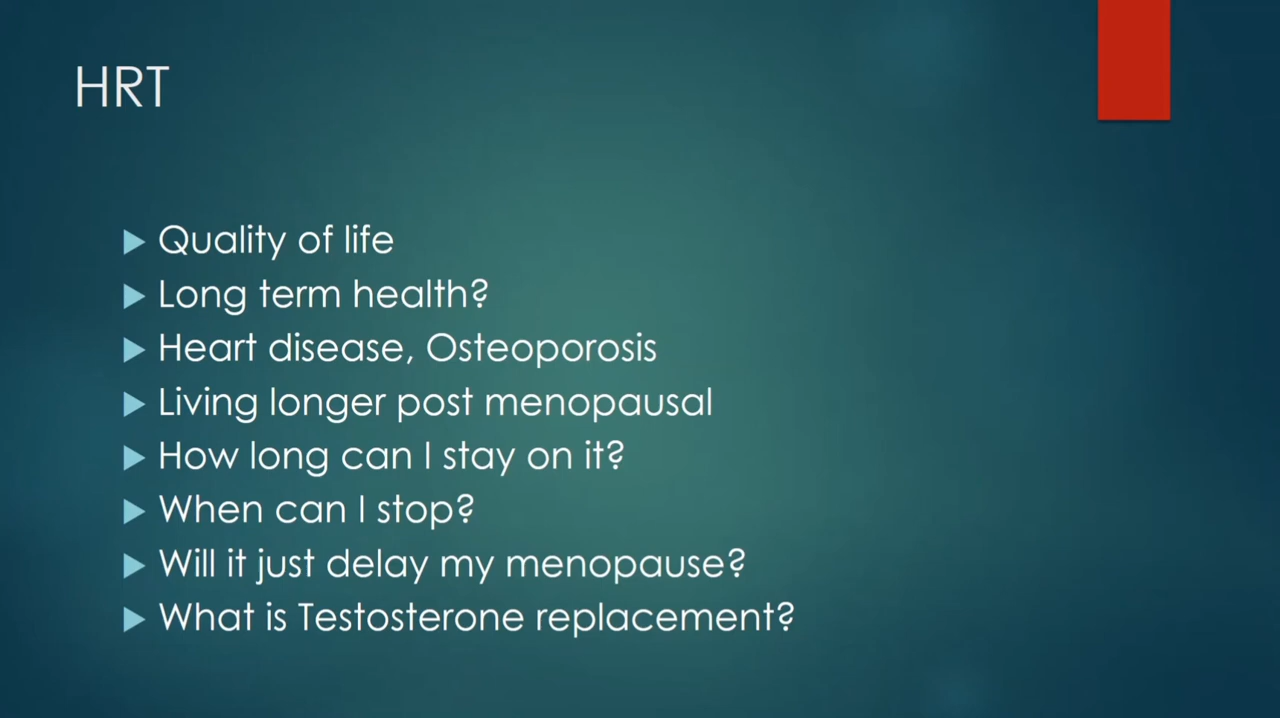 HRT
Quality of life
Long term health?
Heart disease, Osteoporosis
Living longer post menopausal
How long can I stay on it?
When can I stop?
Will it just delay my menopause?
What is Testosterone replacement?